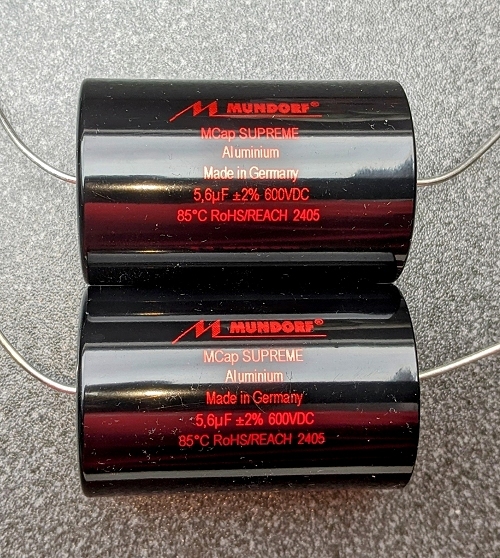 MUNDORF®
MCap SUPREME
Aluminium
Made in Germany
5,6µF ±2% 600VDC
85°C RoHS/REACH 2405
MUNDORF®
MCap SUPREME
Aluminium
Made in Germany
5,6µF ±2% 600VDC
85°C RoHS/REACH 2405